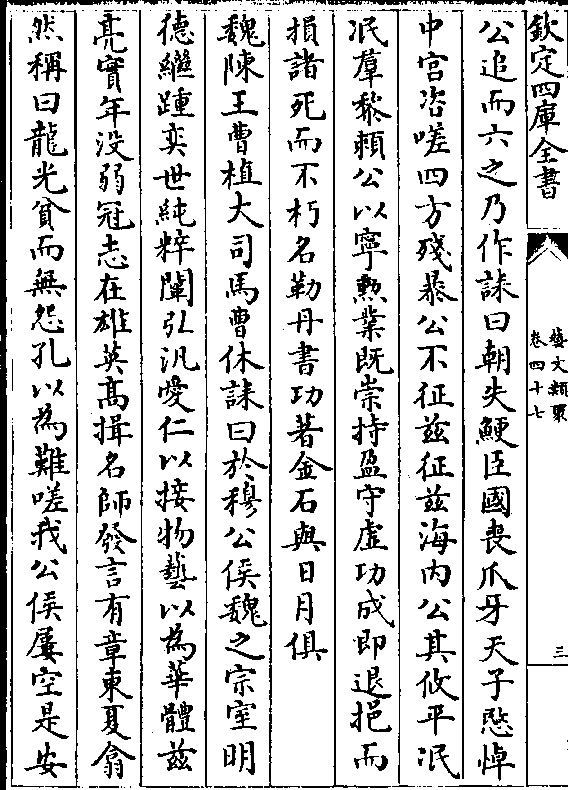 欽定四庫全書
藝文類聚
卷四十七
三
公追而六之乃作誄曰朝失鯁臣國喪爪牙天子愍悼
中宫咨嗟四方殘㬥公不征兹征兹海内公其攸平泯
泯羣黎頼公以寧勲業既崇持盈守虚功成即退挹而
損諸死而不朽名勒丹書功著金石與日月俱
魏陳王曹植大司馬曹休誄曰於穆公侯魏之宗室明
德繼踵奕世純粹闡弘汎愛仁以接物藝以為華體兹
亮實年没弱冠志在雄英髙揖名師發言有章東夏翕
然稱曰龍光貧而無怨孔以為難嗟我公侯屢空是安